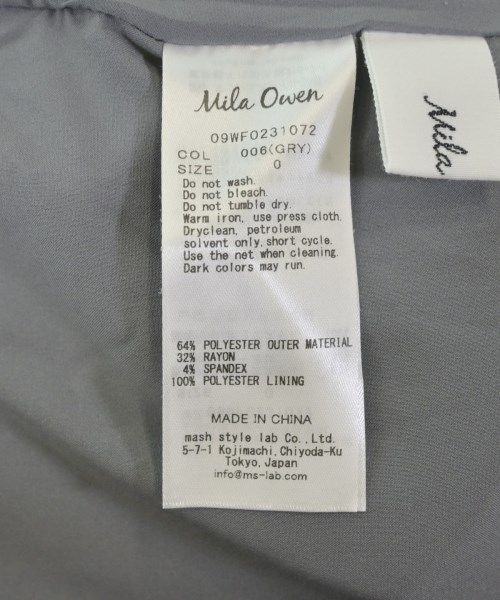 Mila Owen
09WF0231072
COL 006(GRY)
SIZE 0
Do not wash.
Do not bleach.
Do not tumble dry.
Warm iron, use press cloth.
Dryclean, petroleum
solvent only, short cycle.
Use the net when cleaning.
Dark colors may run.
64% POLYESTER OUTER MATERIAL
32% RAYON
4% SPANDEX
100% POLYESTER LINING
MADE IN CHINA
mash style lab Co., Ltd.
5-7-1 Kojimachi, Chiyoda-Ku
Tokyo, Japan
info@ms-lab.com
Mila